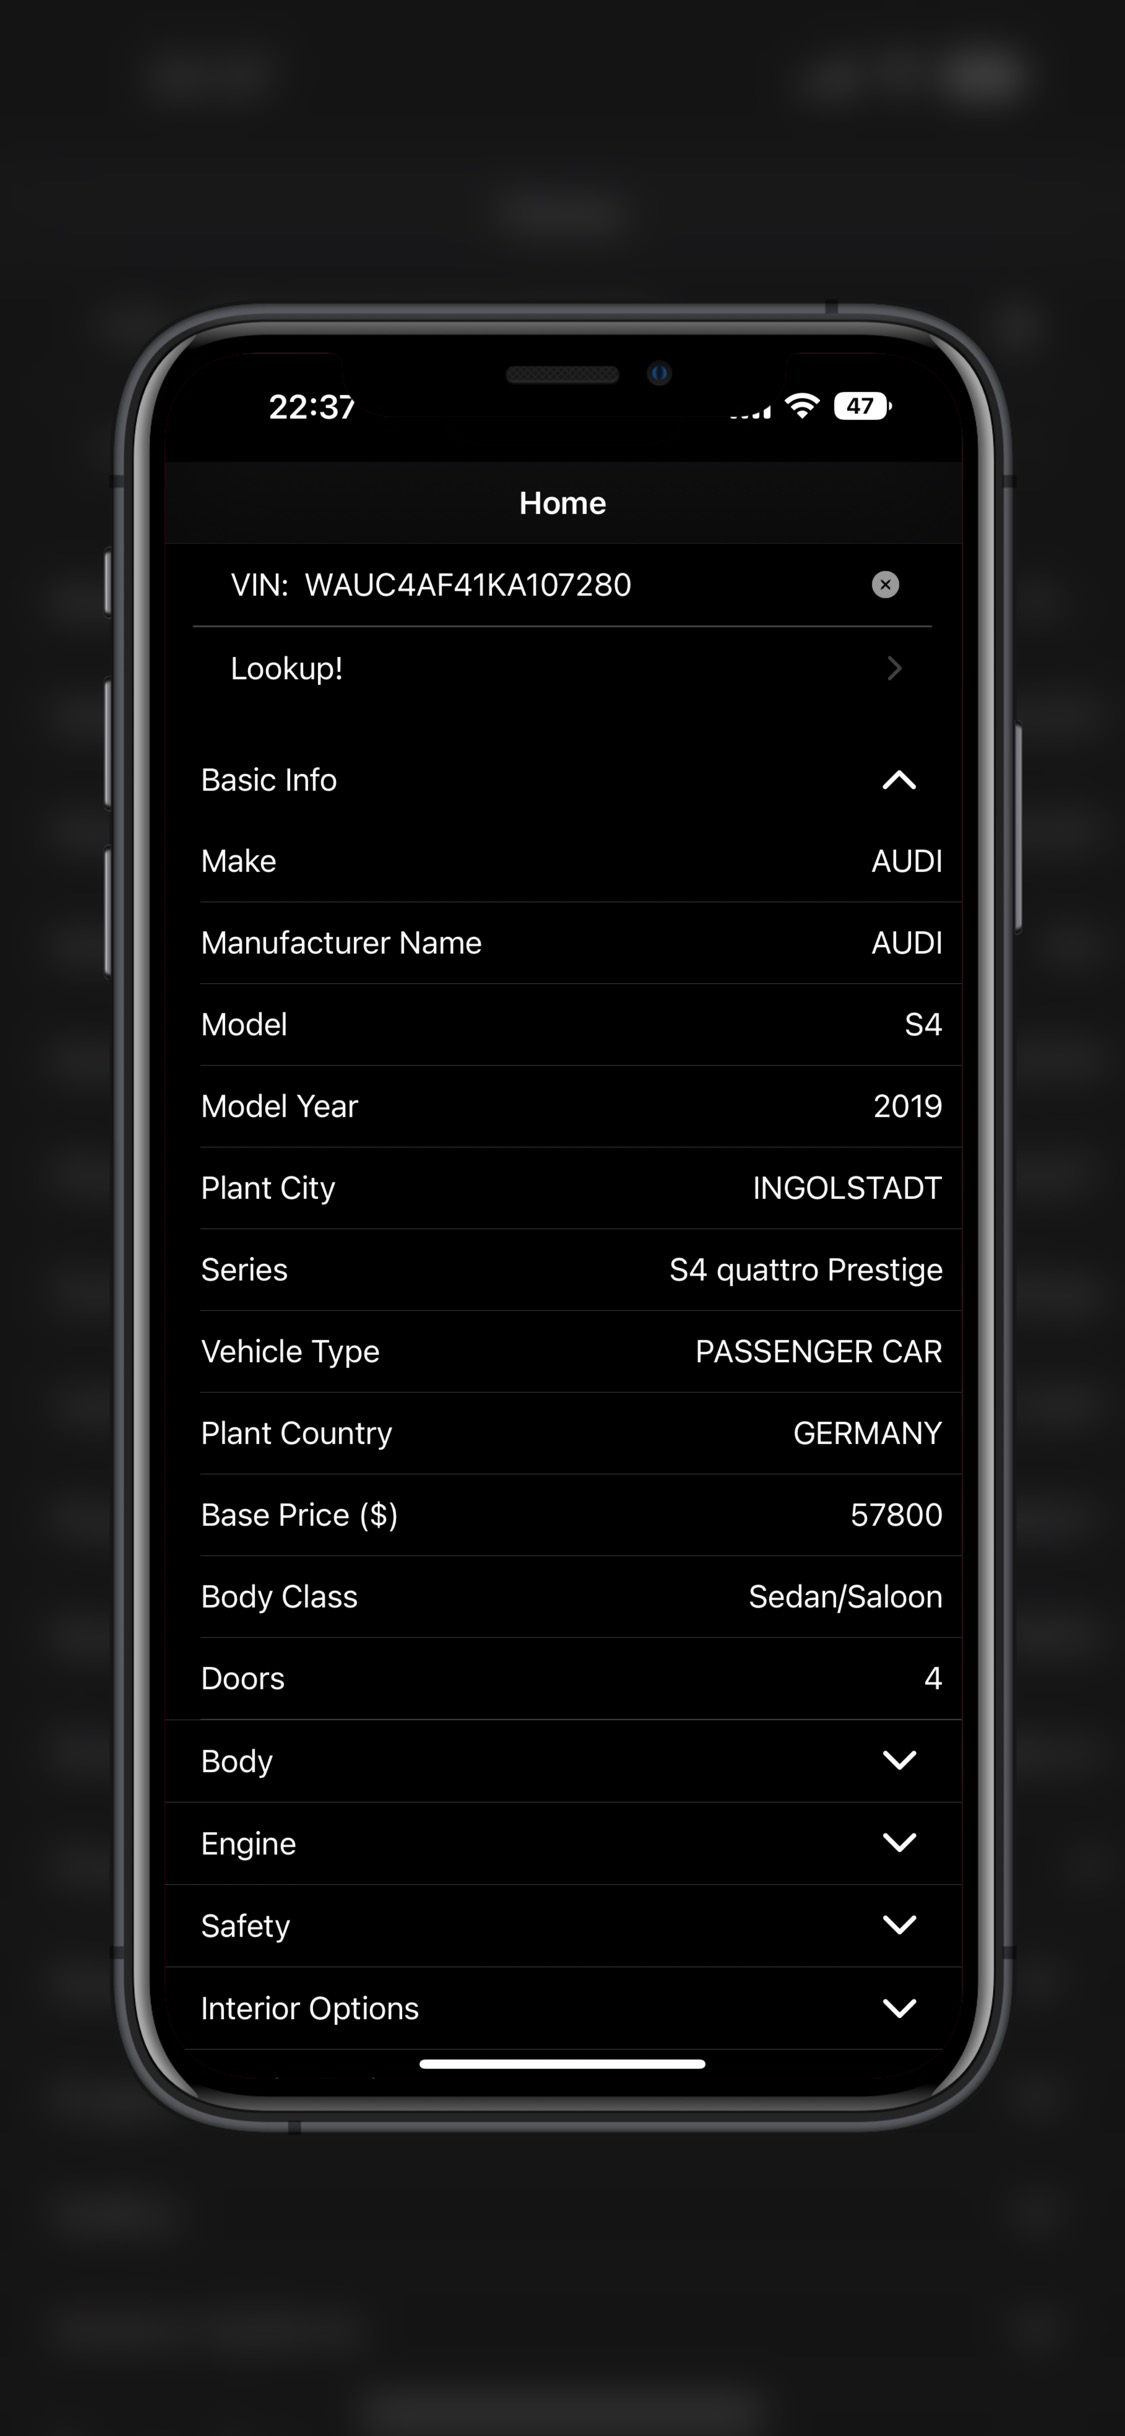 22:37
47
Home
VIN: WAUC4AF41KA107280
Lookup!
Basic Info
Make AUDI
Manufacturer Name AUDI
Model S4
Model Year 2019
Plant City INGOLSTADT
Series S4 quattro Prestige
Vehicle Type PASSENGER CAR
Plant Country GERMANY
Base Price ($) 57800
Body Class Sedan/Saloon
Doors 4
Body
Engine
Safety
Interior Options